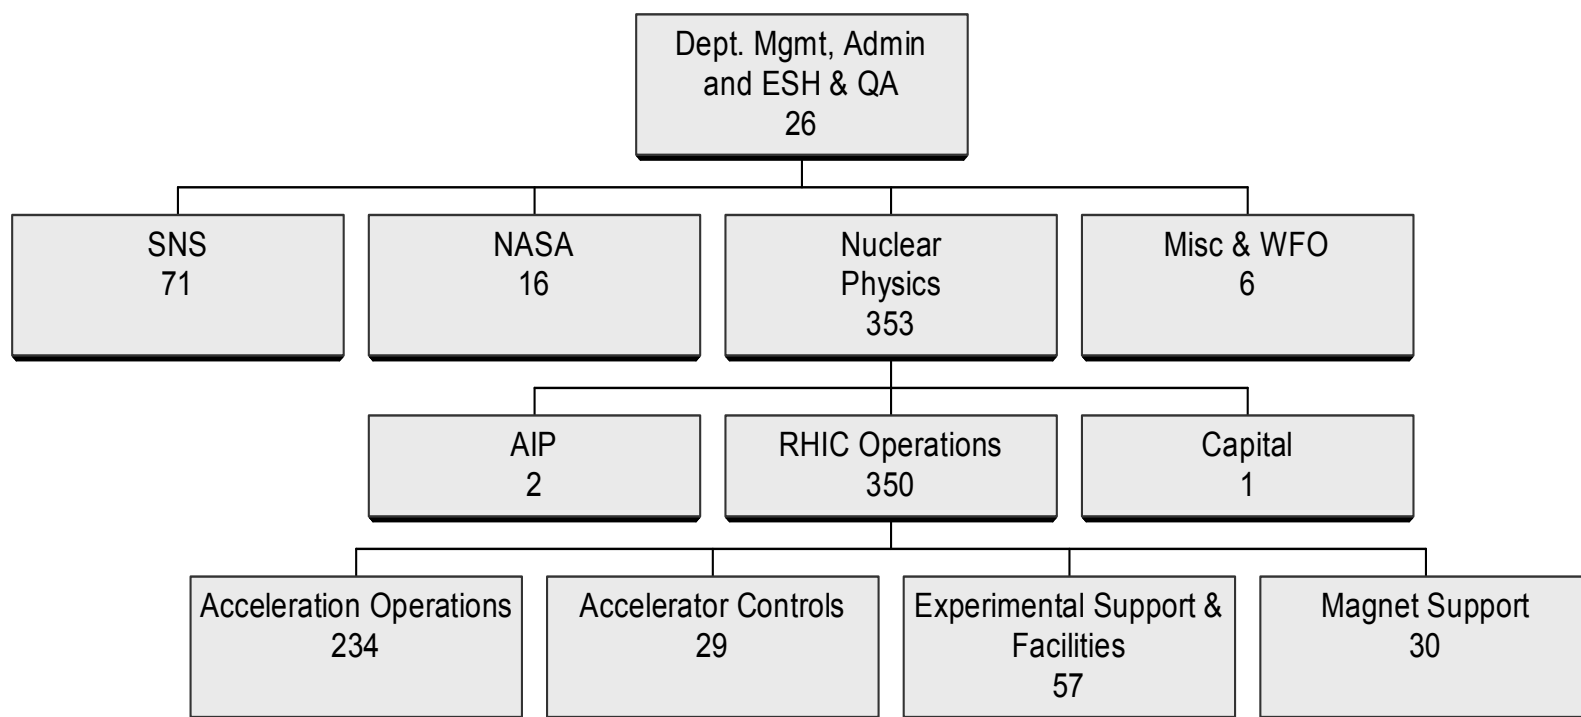 Dept. Mgmt, Admin
and ESH & QA
26
SNS
71
NASA
16
Nuclear
Physics
353
Misc & WFO
6
AIP
2
RHIC Operations
350
Capital
1
Acceleration Operations
234
Accelerator Controls
29
Experimental Support &
Facilities
57
Magnet Support
30